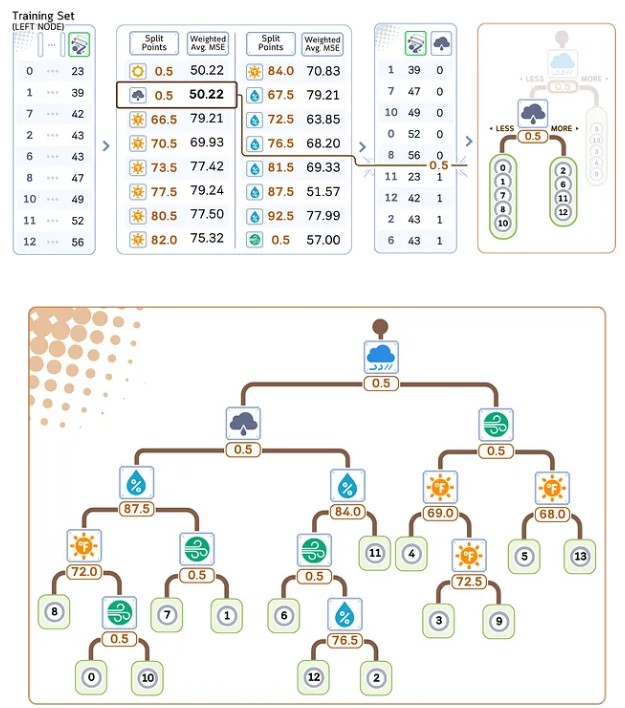 Training Set
(LEFT NODE)
...
0 ... 23
1 ... 39
7 ... 42
2 ... 43
6 ... 43
8 ... 47
10 ... 49
11 ... 52
12 ... 56
Split Points Weighted Avg. MSE Split Points Weighted Avg. MSE
0.5 50.22 °F 84.0 70.83
0.5 50.22 % 67.5 79.21
°F 66.5 79.21 % 72.5 63.85
°F 70.5 69.93 % 76.5 68.20
°F 73.5 77.42 % 81.5 69.33
°F 77.5 79.24 % 87.5 51.57
°F 80.5 77.50 % 92.5 77.99
°F 82.0 75.32 0.5 57.00
1 39 0
7 47 0
10 49 0
0 52 0
8 56 0
0.5
11 23 1
12 42 1
2 43 1
6 43 1
LESS MORE
0.5
LESS MORE
0.5
0 2
1 6
7 11
8 12
10
5
13
3
4
9
0.5
0.5 0.5
% % °F °F
87.5 84.0 69.0 68.0
°F 11 4 °F 5 13
72.0 0.5 0.5 72.5
8 7 1 6 % 3 9
0.5 76.5
0 10 12 2